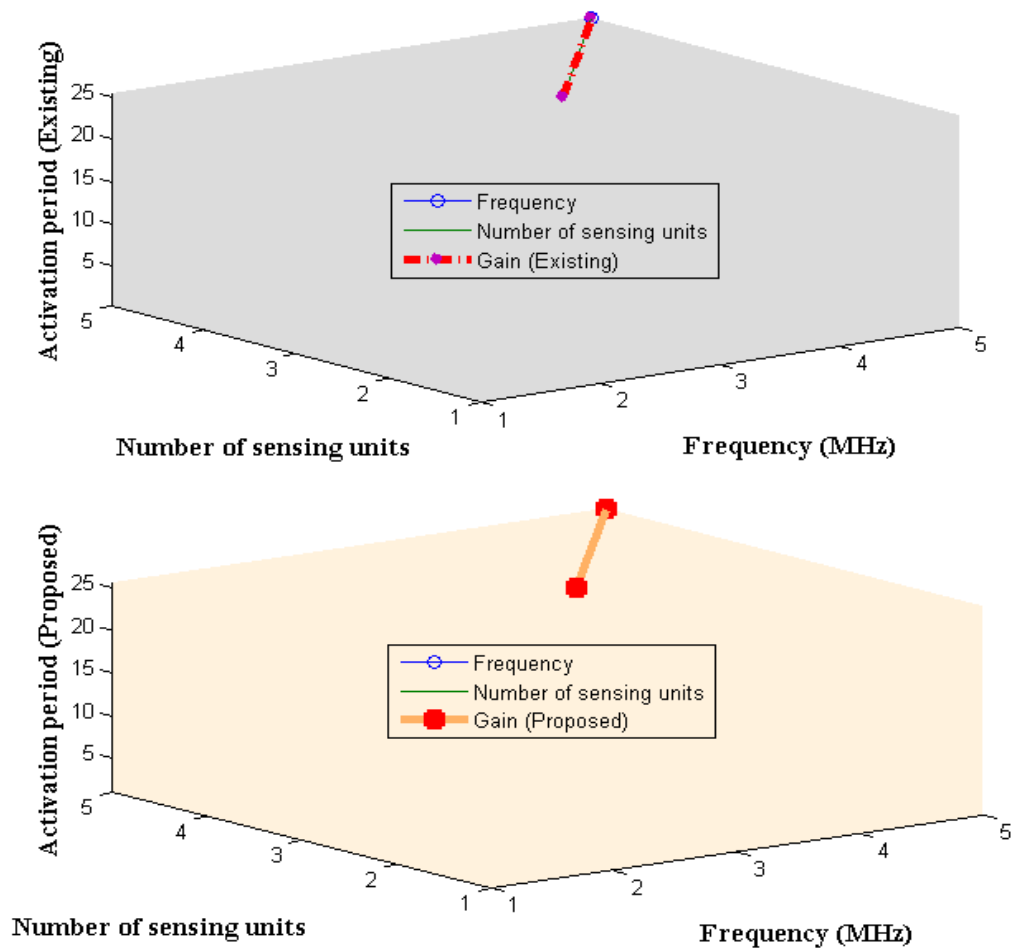 Activation period (Existing)
25
20
15
10
5
5
4
3
2
1
1
2
3
4
5
Frequency
Number of sensing units
Gain (Existing)
Number of sensing units
Frequency (MHz)
Activation period (Proposed)
25
20
15
10
5
5
4
3
2
1
1
2
3
4
5
Frequency
Number of sensing units
Gain (Proposed)
Number of sensing units
Frequency (MHz)